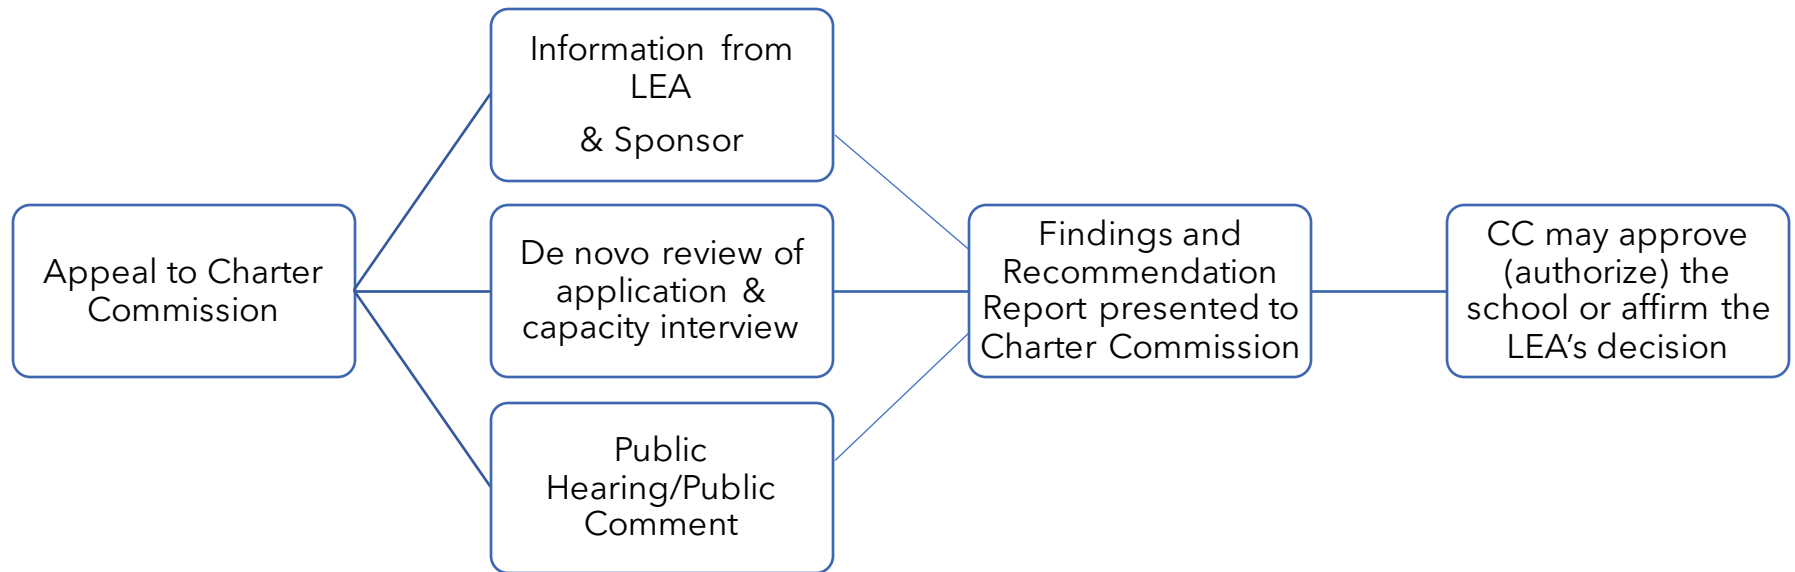 Appeal to Charter
Commission
Information from
LEA
& Sponsor
De novo review of
application &
capacity interview
Public
Hearing/Public
Comment
Findings and
Recommendation
Report presented to
Charter Commission
CC may approve
(authorize) the
school or affirm the
LEA’s decision